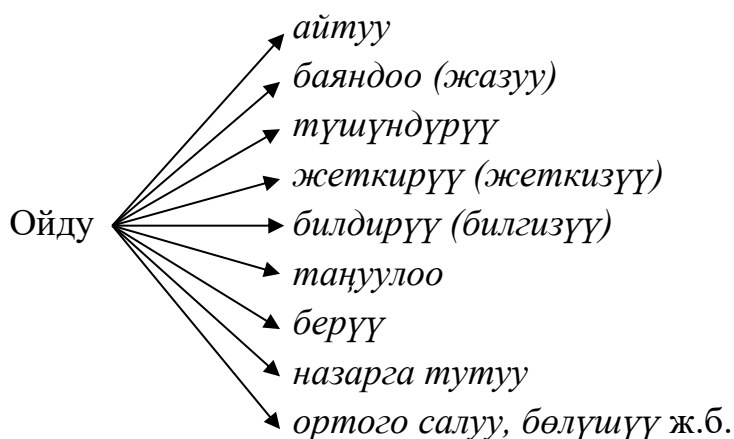 айтуу
баяндоо (жазуу)
түшүндүрүү
жеткирүү (жеткизүү)
Ойду билдирүү (билгизүү)
таңуулоо
берүү
назарга тутуу
ортого салуу, бөлүшүү ж.б.